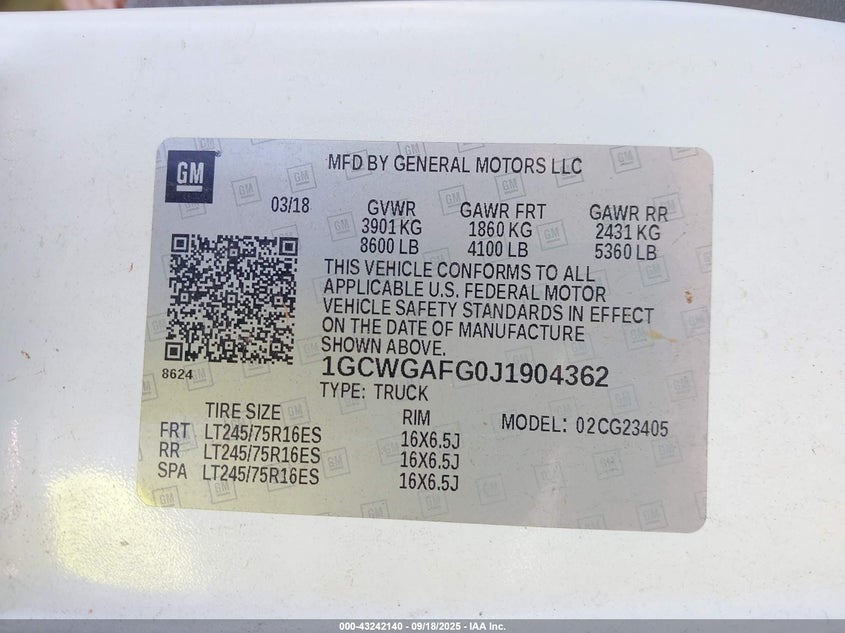 GM
MFD BY GENERAL MOTORS LLC
03/18
GVWR GAWR FRT GAWR RR
3901 KG 1860 KG 2431 KG
8600 LB 4100 LB 5360 LB
THIS VEHICLE CONFORMS TO ALL
APPLICABLE U.S. FEDERAL MOTOR
VEHICLE SAFETY STANDARDS IN EFFECT
ON THE DATE OF MANUFACTURE
SHOWN ABOVE.
8624
1GCWGAFG0J1904362
TYPE: TRUCK
TIRE SIZE RIM MODEL: 02CG23405
FRT LT245/75R16ES 16X6.5J
RR LT245/75R16ES 16X6.5J
SPA LT245/75R16ES 16X6.5J
000-43242140 - 09/18/2025 - IAA Inc.